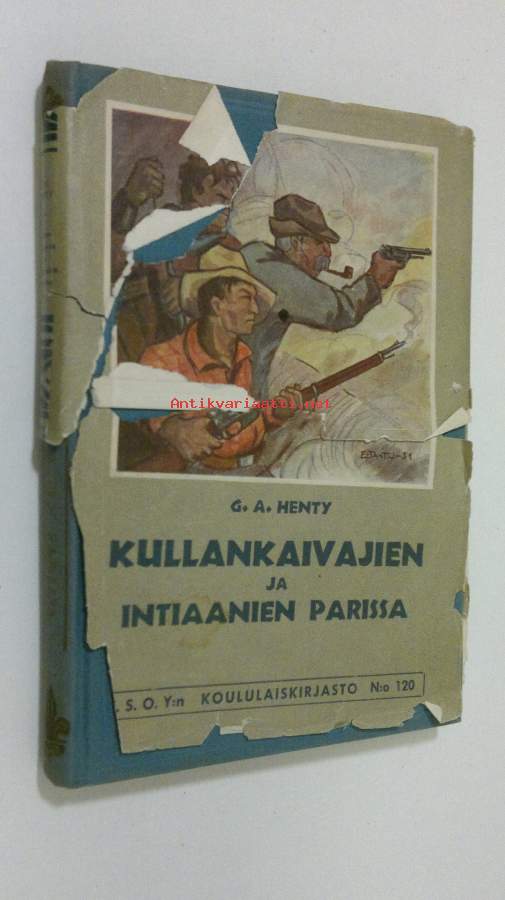 Antikvariaatti.net
G. A. HENTY
KULLANKAIVAJIEN
JA
INTIAANIEN PARISSA
. S. O. Y:n KOULULAISKIRJASTO N:o 120